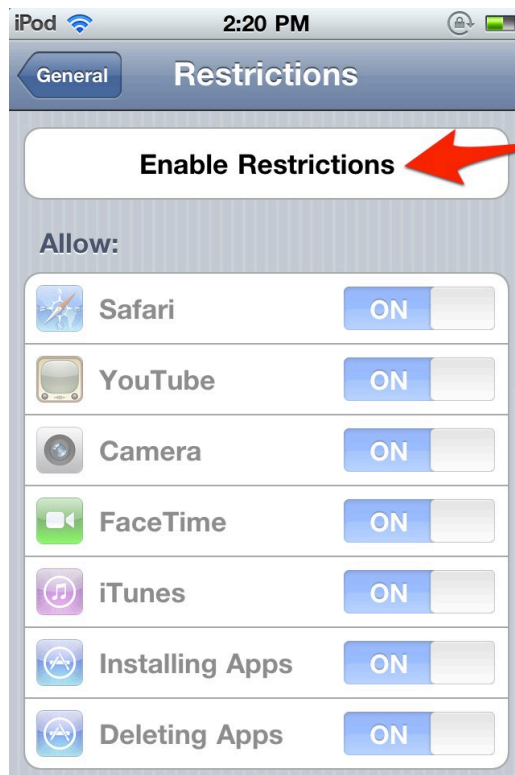 iPod 2:20 PM
General Restrictions
Enable Restrictions
Allow:
Safari ON
YouTube ON
Camera ON
FaceTime ON
iTunes ON
Installing Apps ON
Deleting Apps ON